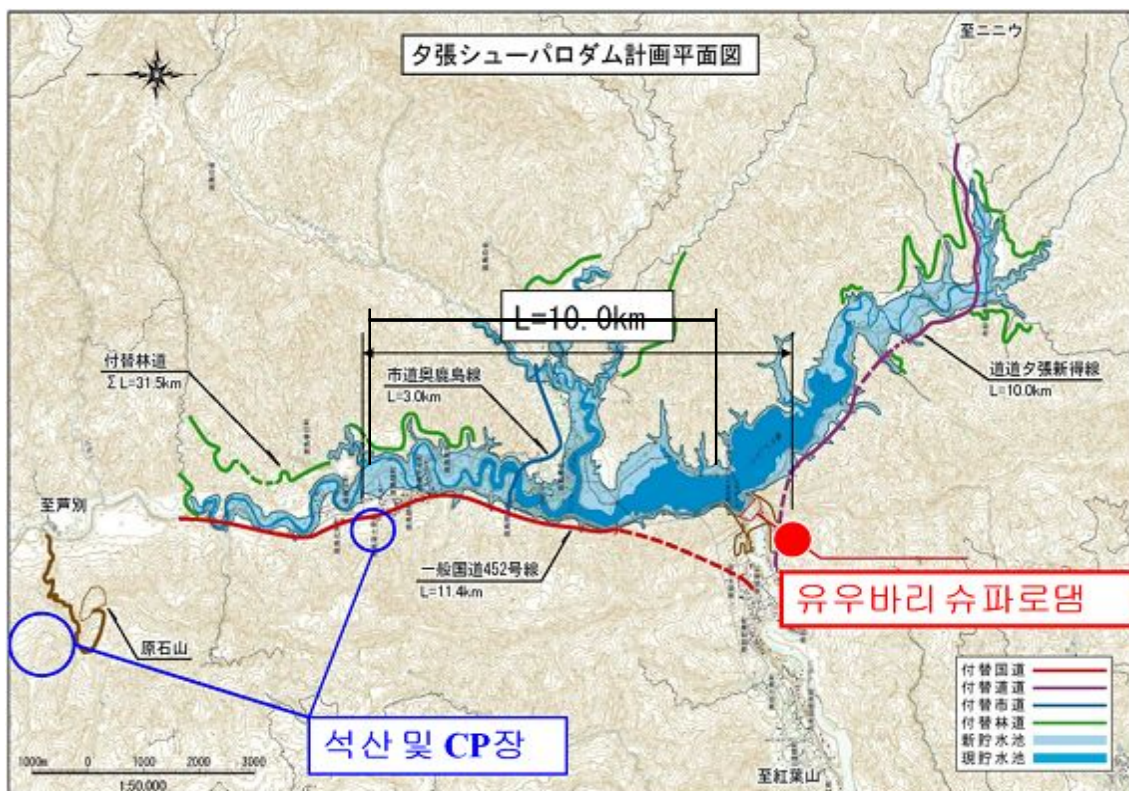 夕張シューパロダム計画平面図
至ニニウ
L=10.0km
付替林道
ΣL=31.5km
市道奥鹿島線
L=3.0km
道道夕張新得線
L=10.0km
至芦別
一般国道452号線
L=11.4km
유우바리 슈파로댐
原石山
석산 및 CP장
至紅葉山
付替国道
付替道道
付替市道
付替林道
新貯水池
現貯水池
1000m 0 1000 2000 3000
1:50,000